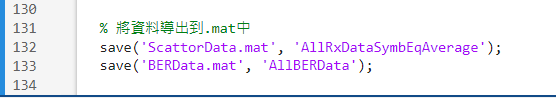 130
131 % 將資料導出到.mat中
132 save('ScattorData.mat', 'AllRxDataSymbEqAverage');
133 save('BERData.mat', 'AllBERData');
134